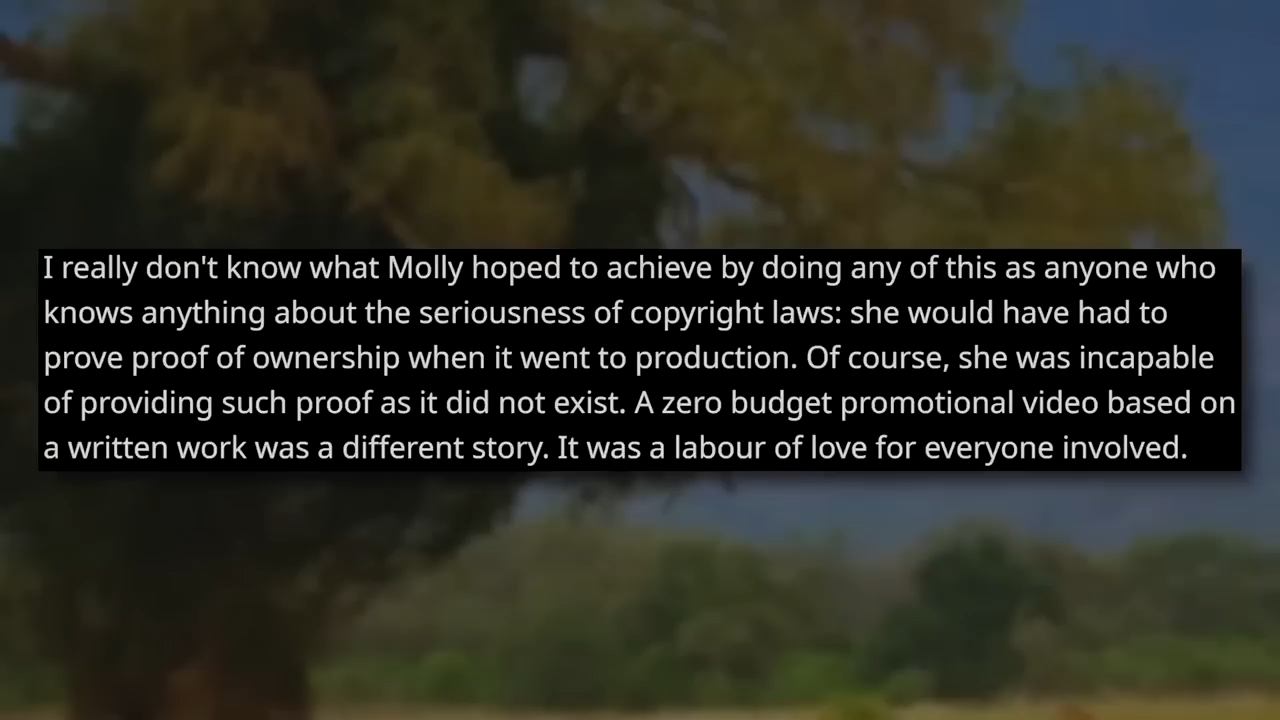 I really don't know what Molly hoped to achieve by doing any of this as anyone who
knows anything about the seriousness of copyright laws: she would have had to
prove proof of ownership when it went to production. Of course, she was incapable
of providing such proof as it did not exist. A zero budget promotional video based on
a written work was a different story. It was a labour of love for everyone involved.